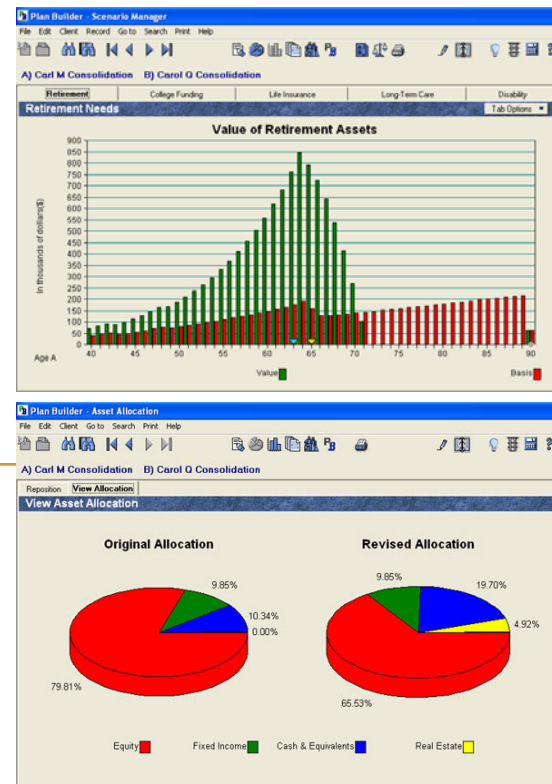 Plan Builder - Scenario Manager
File Edit Client Record Go to Search Print Help
A) Carl M Consolidation B) Carol Q Consolidation
Retirement College Funding Life Insurance Long-Term Care Disability
Retirement Needs Tab Options
Value of Retirement Assets
900
850
800
750
700
650
600
550
500
450
400
350
300
250
200
150
100
50
0
In thousands of dollars($)
Age A 40 45 50 55 60 65 70 75 80 85 90
Value Basis
Plan Builder - Asset Allocation
File Edit Client Go to Search Print Help
A) Carl M Consolidation B) Carol Q Consolidation
Reposition View Allocation
View Asset Allocation
Original Allocation Revised Allocation
9.85% 9.85% 19.70%
10.34%
0.00% 4.92%
79.81%
65.53%
Equity Fixed Income Cash & Equivalents Real Estate